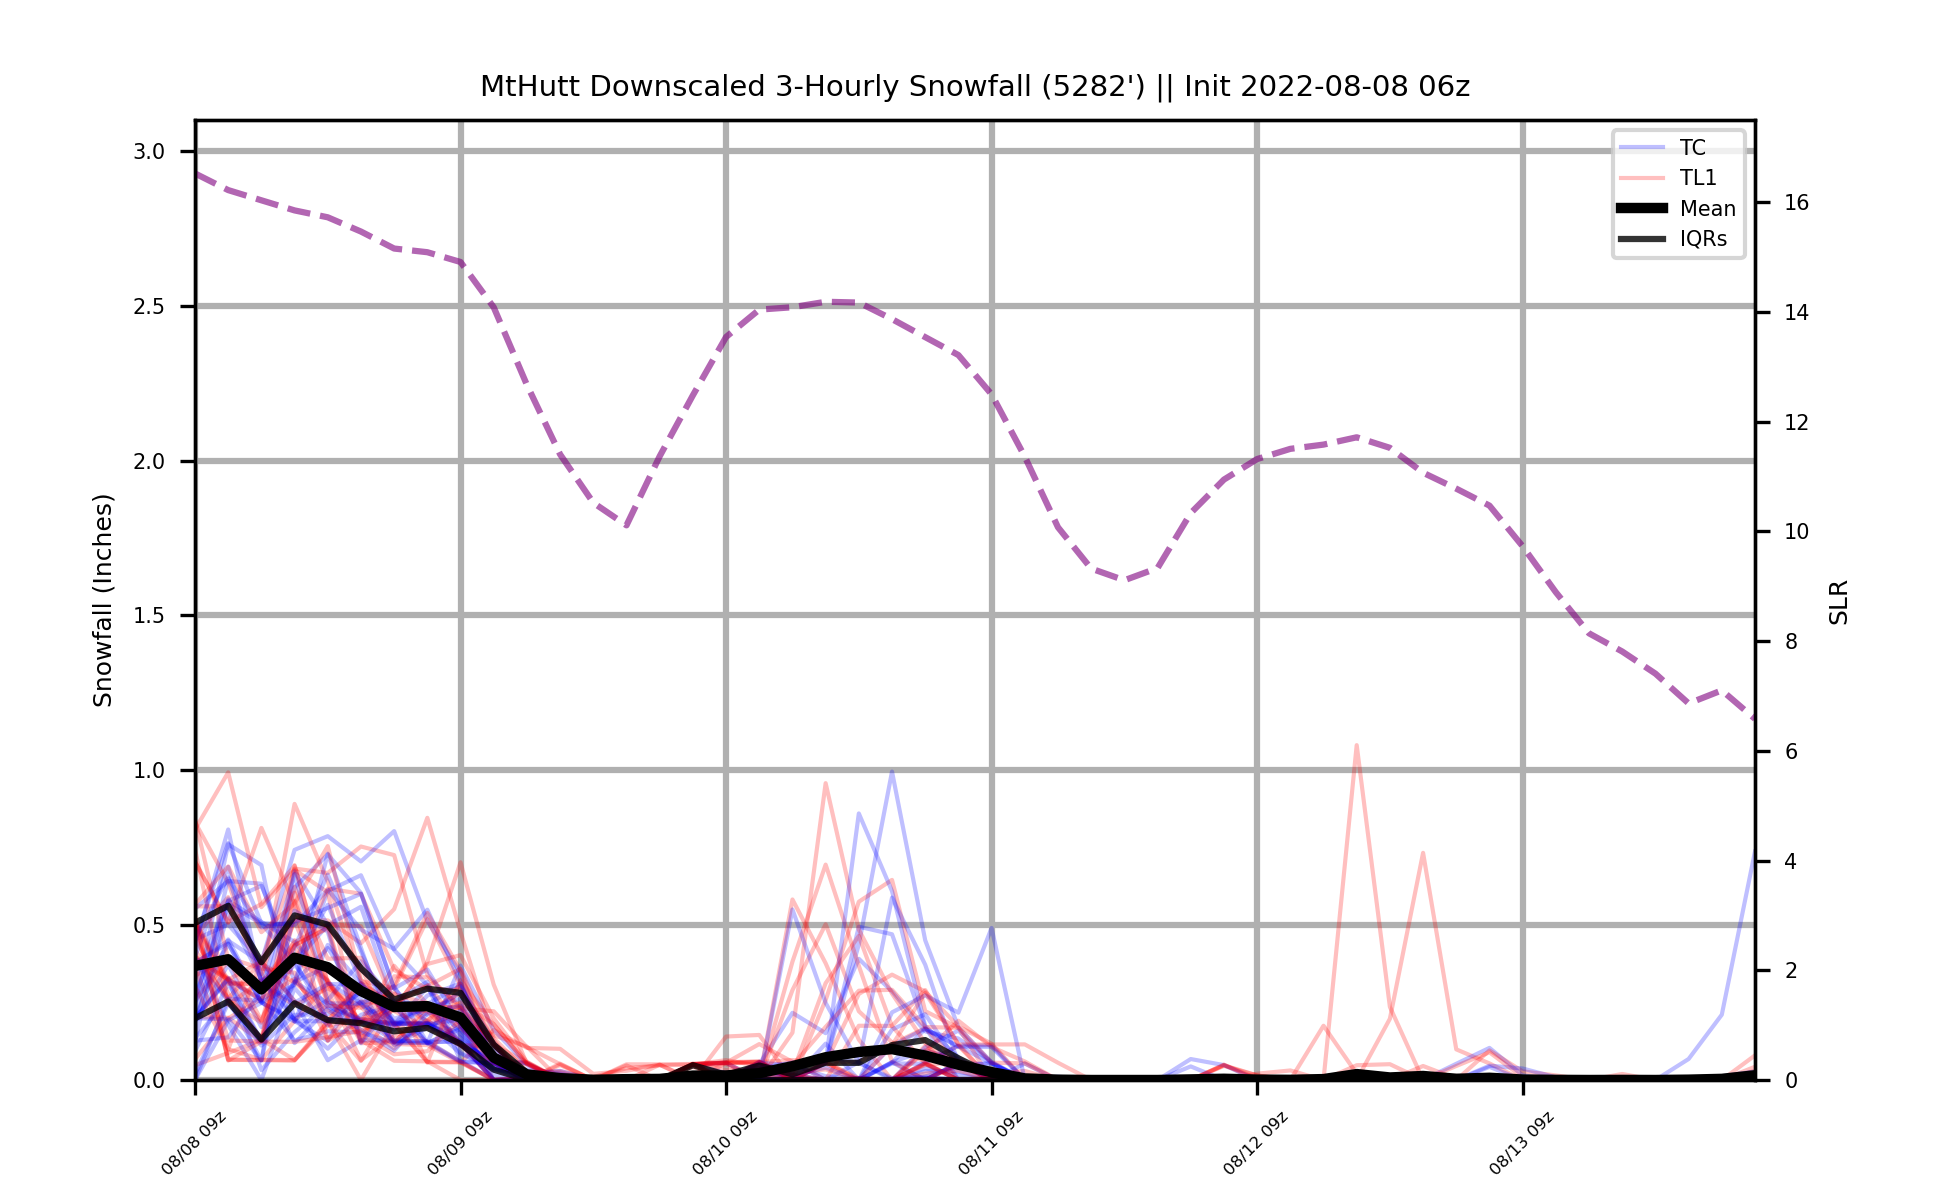 MtHutt Downscaled 3-Hourly Snowfall (5282') || Init 2022-08-08 06z
TC
TL1
Mean
IQRs
Snowfall (Inches)
3.0
2.5
2.0
1.5
1.0
0.5
0.0
SLR
16
14
12
10
8
6
4
2
0
08/08 09z
08/09 09z
08/10 09z
08/11 09z
08/12 09z
08/13 09z